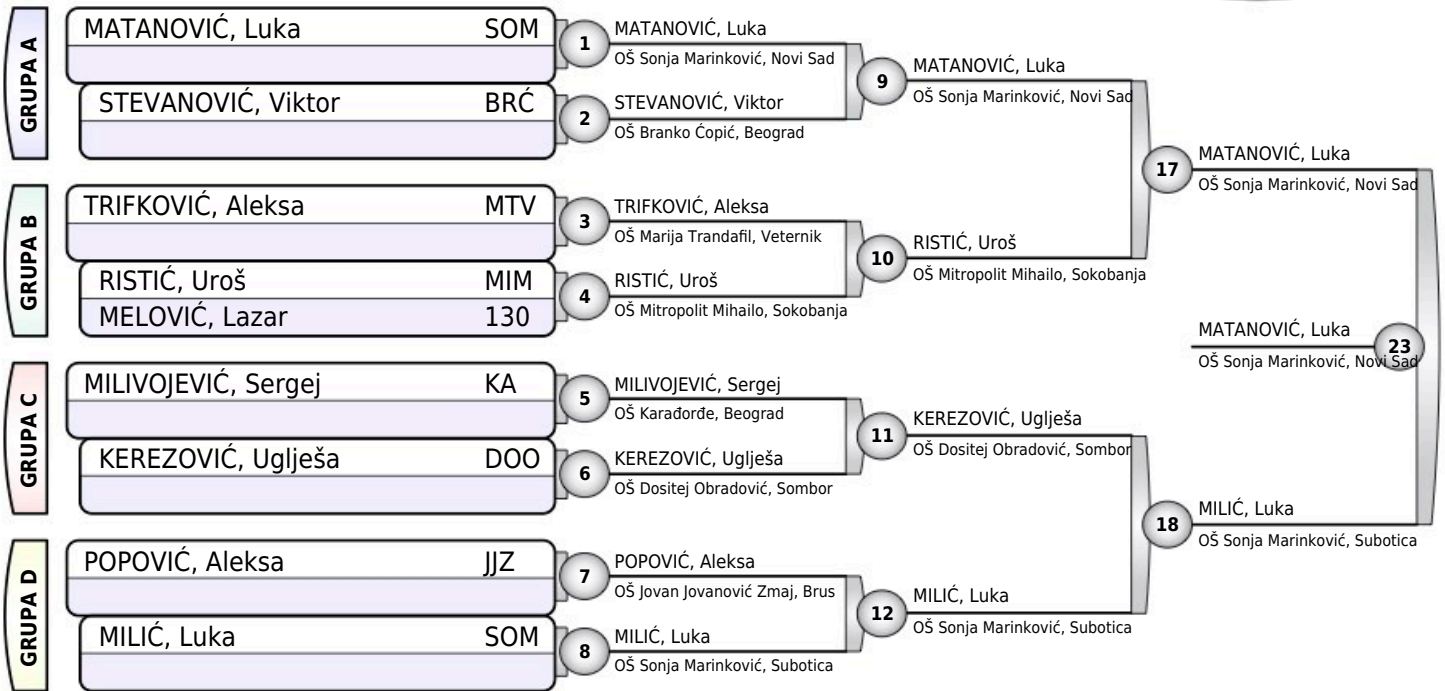 GRUPA A
MATANOVIĆ, Luka SOM
STEVANOVIĆ, Viktor BRĆ
GRUPA B
TRIFKOVIĆ, Aleksa MTV
RISTIĆ, Uroš MIM
MELOVIĆ, Lazar 130
GRUPA C
MILIVOJEVIĆ, Sergej KA
KEREZOVIĆ, Uglješa DOO
GRUPA D
POPOVIĆ, Aleksa JJZ
MILIĆ, Luka SOM
1
MATANOVIĆ, Luka
OŠ Sonja Marinković, Novi Sad
2
STEVANOVIĆ, Viktor
OŠ Branko Ćopić, Beograd
3
TRIFKOVIĆ, Aleksa
OŠ Marija Trandafil, Veternik
4
RISTIĆ, Uroš
OŠ Mitropolit Mihailo, Sokobanja
5
MILIVOJEVIĆ, Sergej
OŠ Karađorđe, Beograd
6
KEREZOVIĆ, Uglješa
OŠ Dositej Obradović, Sombor
7
POPOVIĆ, Aleksa
OŠ Jovan Jovanović Zmaj, Brus
8
MILIĆ, Luka
OŠ Sonja Marinković, Subotica
9
MATANOVIĆ, Luka
OŠ Sonja Marinković, Novi Sad
10
RISTIĆ, Uroš
OŠ Mitropolit Mihailo, Sokobanja
11
KEREZOVIĆ, Uglješa
OŠ Dositej Obradović, Sombor
12
MILIĆ, Luka
OŠ Sonja Marinković, Subotica
17
MATANOVIĆ, Luka
OŠ Sonja Marinković, Novi Sad
18
MILIĆ, Luka
OŠ Sonja Marinković, Subotica
MATANOVIĆ, Luka
23
OŠ Sonja Marinković, Novi Sad